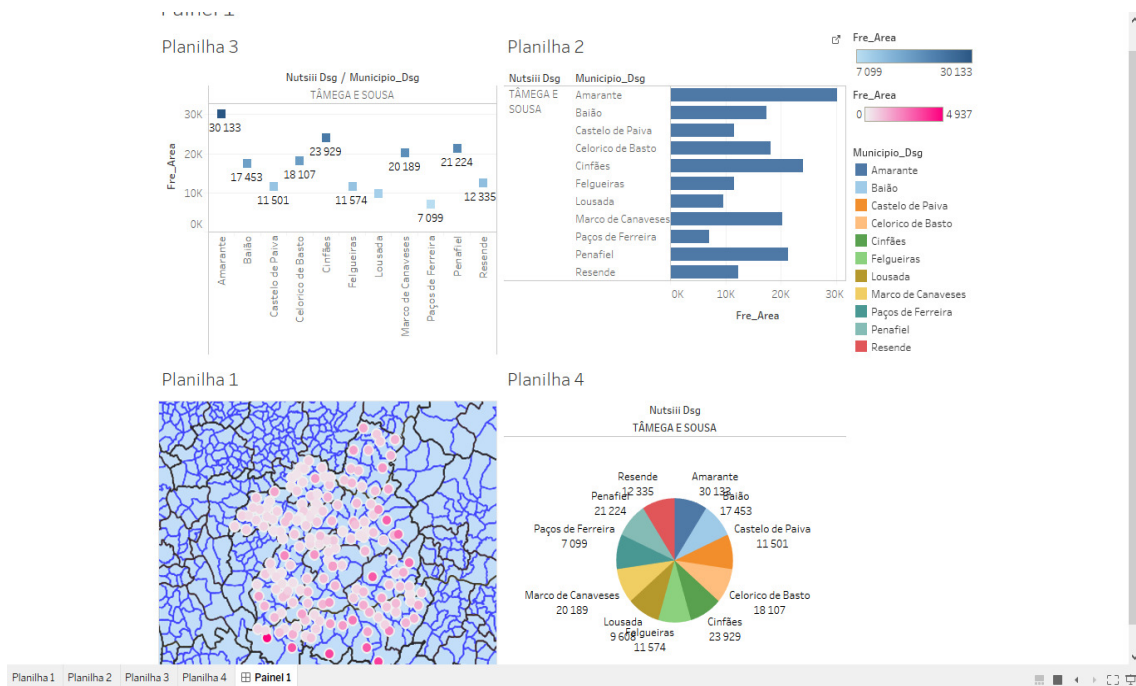 Painel 1
Planilha 3
Nutsiii Dsg / Municipio_Dsg
TÂMEGA E SOUSA
Fre_Area
30K
20K
10K
0K
30 133
17 453
11 501
18 107
23 929
11 574
20 189
7 099
21 224
12 335
Amarante
Baião
Castelo de Paiva
Celorico de Basto
Cinfães
Felgueiras
Lousada
Marco de Canaveses
Paços de Ferreira
Penafiel
Resende
Planilha 2
Nutsiii Dsg Municipio_Dsg
TÂMEGA E
SOUSA
Amarante
Baião
Castelo de Paiva
Celorico de Basto
Cinfães
Felgueiras
Lousada
Marco de Canaveses
Paços de Ferreira
Penafiel
Resende
0K 10K 20K 30K
Fre_Area
Fre_Area
7 099 30 133
Fre_Area
0 4 937
Municipio_Dsg
Amarante
Baião
Castelo de Paiva
Celorico de Basto
Cinfães
Felgueiras
Lousada
Marco de Canaveses
Paços de Ferreira
Penafiel
Resende
Planilha 1
Planilha 4
Nutsiii Dsg
TÂMEGA E SOUSA
Amarante
30 133
Baião
17 453
Castelo de Paiva
11 501
Celorico de Basto
18 107
Cinfães
23 929
Felgueiras
11 574
Lousada
9 608
Marco de Canaveses
20 189
Paços de Ferreira
7 099
Penafiel
21 224
Resende
12 335
Planilha 1 Planilha 2 Planilha 3 Planilha 4 Painel 1